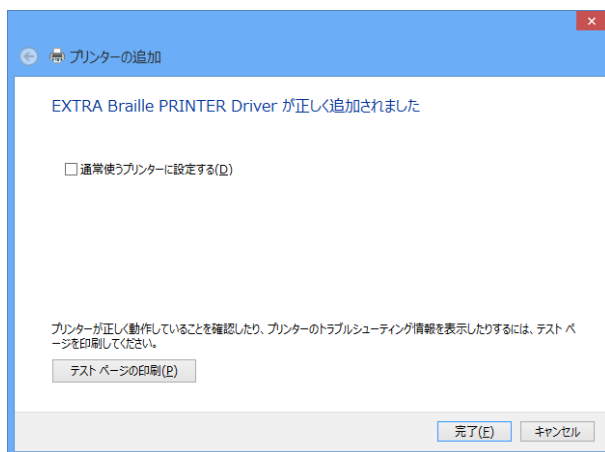 プリンターの追加
EXTRA Braille PRINTER Driver が正しく追加されました
通常使うプリンターに設定する(D)
プリンターが正しく動作していることを確認したり、プリンターのトラブルシューティング情報を表示したりするには、テスト ペ
ージを印刷してください。
テスト ページの印刷(P)
完了(F) キャンセル